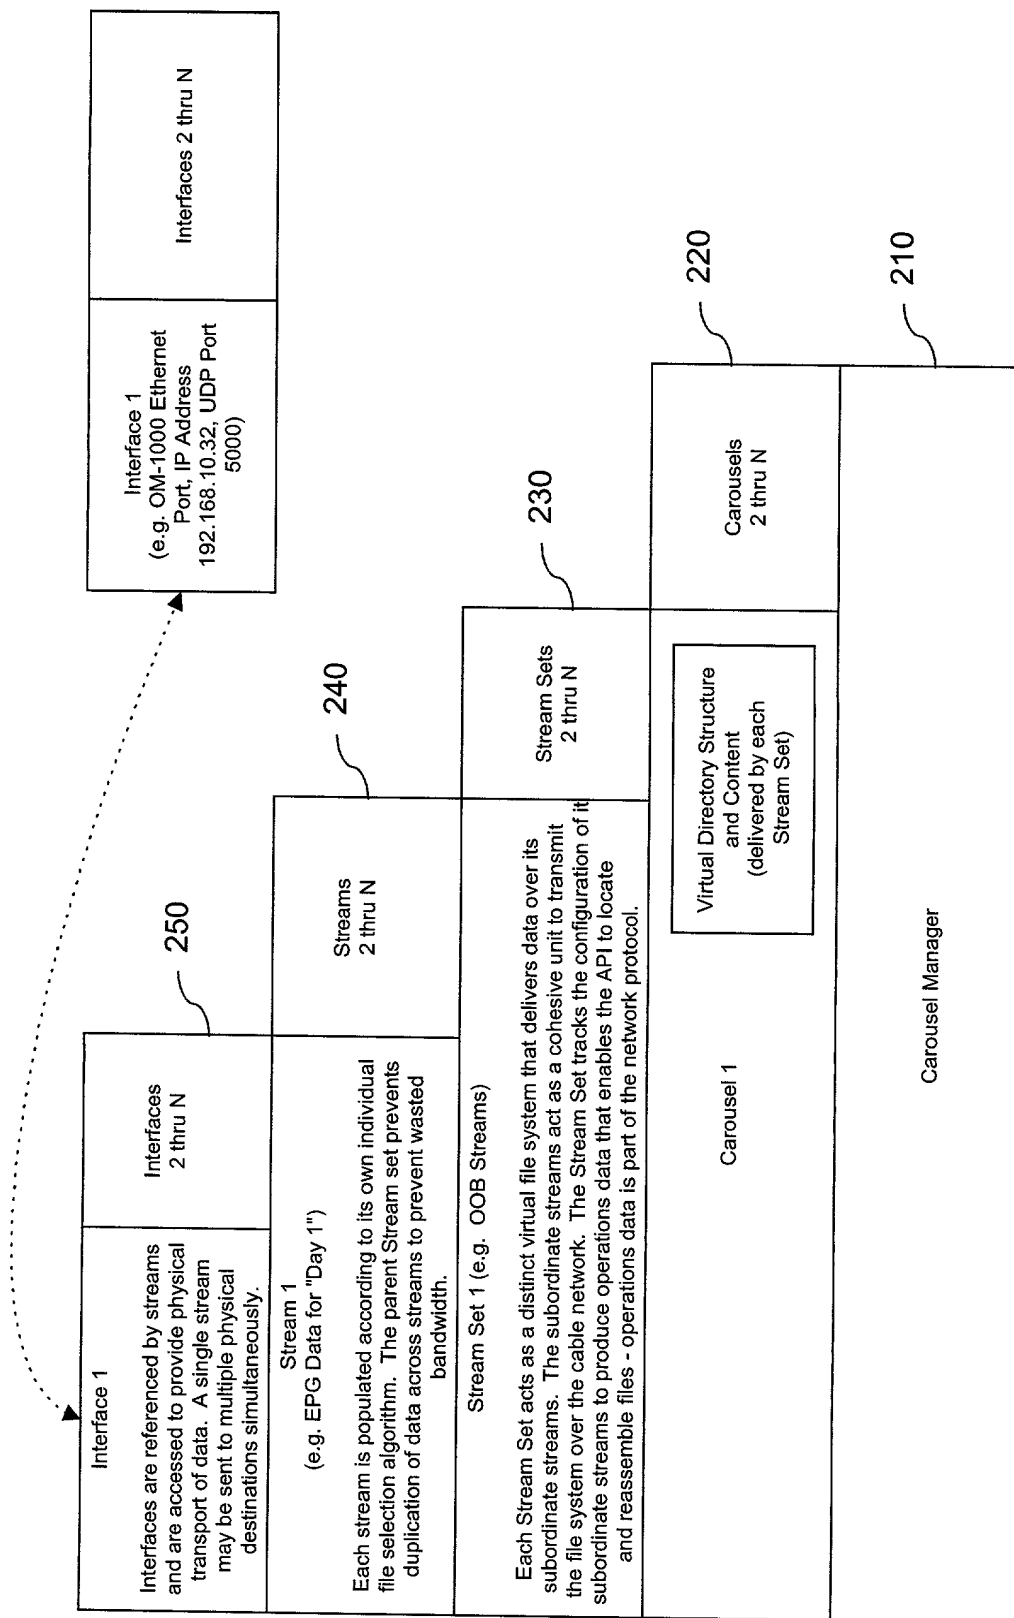 Interface 1
Interfaces are referenced by streams
and are accessed to provide physical
transport of data. A single stream
may be sent to multiple physical
destinations simultaneously.
Interfaces
2 thru N
250
Interface 1
(e.g. OM-1000 Ethernet
Port, IP Address
192.168.10.32, UDP Port
5000)
Interfaces 2 thru N
Stream 1
(e.g. EPG Data for "Day 1")
Each stream is populated according to its own individual
file selection algorithm. The parent Stream set prevents
duplication of data across streams to prevent wasted
bandwidth.
Streams
2 thru N
240
Stream Set 1 (e.g. OOB Streams)
Each Stream Set acts as a distinct virtual file system that delivers data over its
subordinate streams. The subordinate streams act as a cohesive unit to transmit
the file system over the cable network. The Stream Set tracks the configuration of it
subordinate streams to produce operations data that enables the API to locate
and reassemble files - operations data is part of the network protocol.
Stream Sets
2 thru N
230
Carousel 1
Virtual Directory Structure
and Content
(delivered by each
Stream Set)
Carousels
2 thru N
220
Carousel Manager
210